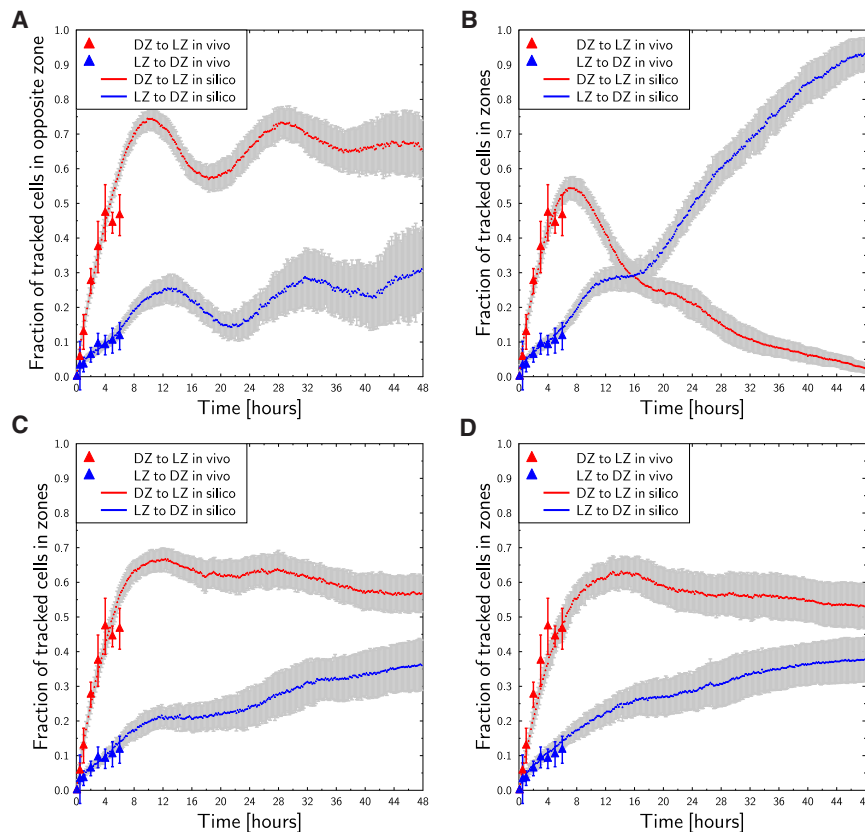 A
Fraction of tracked cells in opposite zone
1.0
0.9
0.8
0.7
0.6
0.5
0.4
0.3
0.2
0.1
0.0
DZ to LZ in vivo
LZ to DZ in vivo
DZ to LZ in silico
LZ to DZ in silico
0 4 8 12 16 20 24 28 32 36 40 44 48
Time [hours]
B
Fraction of tracked cells in zones
1.0
0.9
0.8
0.7
0.6
0.5
0.4
0.3
0.2
0.1
0.0
DZ to LZ in vivo
LZ to DZ in vivo
DZ to LZ in silico
LZ to DZ in silico
0 4 8 12 16 20 24 28 32 36 40 44 48
Time [hours]
C
Fraction of tracked cells in zones
1.0
0.9
0.8
0.7
0.6
0.5
0.4
0.3
0.2
0.1
0.0
DZ to LZ in vivo
LZ to DZ in vivo
DZ to LZ in silico
LZ to DZ in silico
0 4 8 12 16 20 24 28 32 36 40 44 48
Time [hours]
D
Fraction of tracked cells in zones
1.0
0.9
0.8
0.7
0.6
0.5
0.4
0.3
0.2
0.1
0.0
DZ to LZ in vivo
LZ to DZ in vivo
DZ to LZ in silico
LZ to DZ in silico
0 4 8 12 16 20 24 28 32 36 40 44 48
Time [hours]